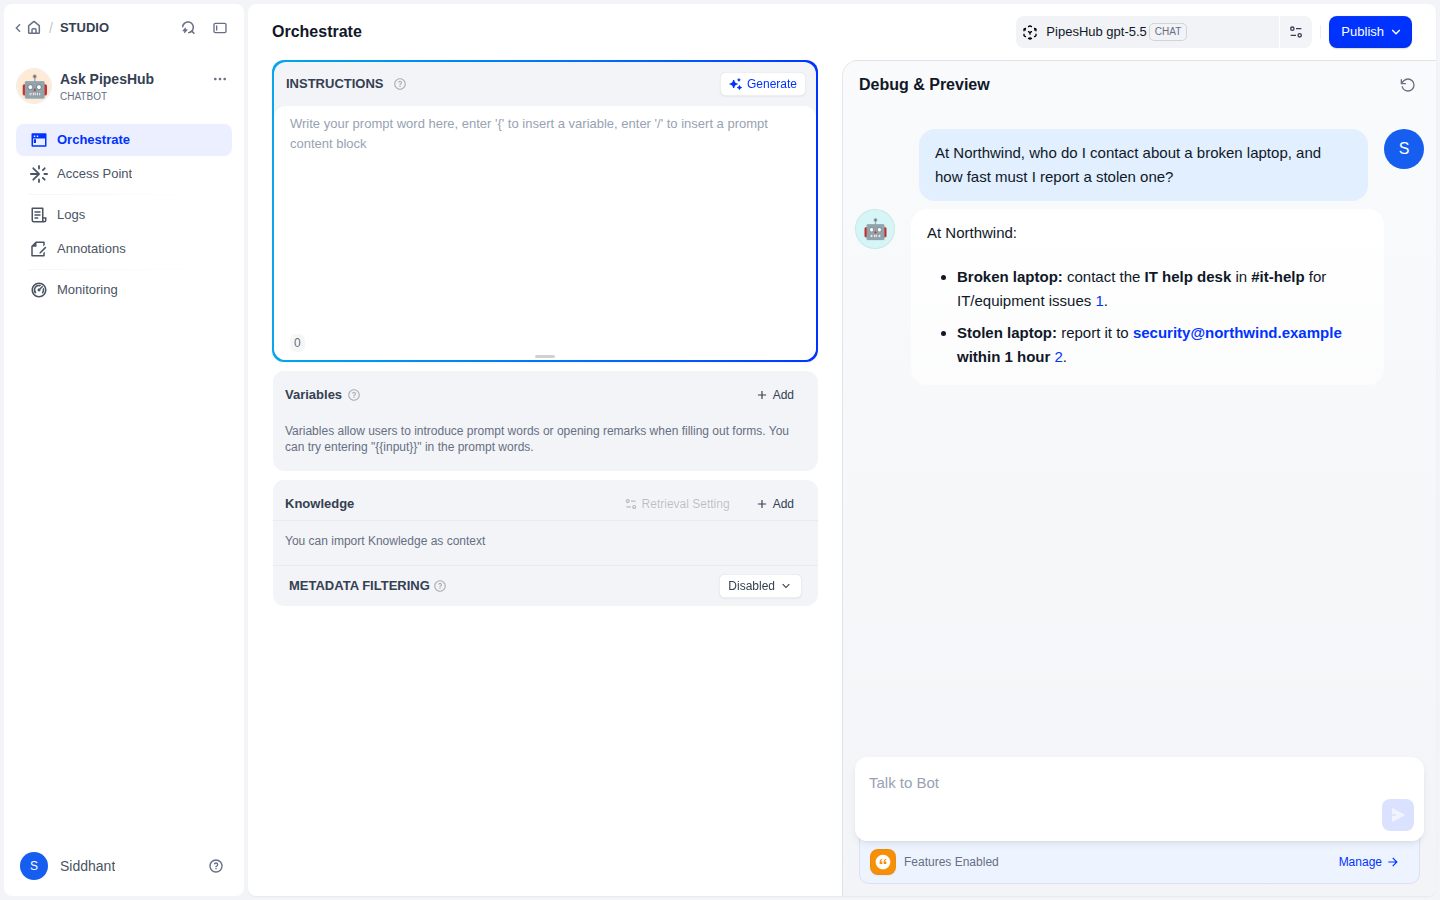 / STUDIO
Ask PipesHub
CHATBOT
Orchestrate
Access Point
Logs
Annotations
Monitoring
S Siddhant
Orchestrate
PipesHub gpt-5.5 CHAT
Publish
INSTRUCTIONS
Generate
Write your prompt word here, enter '{' to insert a variable, enter '/' to insert a prompt
content block
0
Variables
Add
Variables allow users to introduce prompt words or opening remarks when filling out forms. You
can try entering "{{input}}" in the prompt words.
Knowledge
Retrieval Setting
Add
You can import Knowledge as context
METADATA FILTERING
Disabled
Debug & Preview
At Northwind, who do I contact about a broken laptop, and
how fast must I report a stolen one?
S
At Northwind:
• Broken laptop: contact the IT help desk in #it-help for
IT/equipment issues 1.
• Stolen laptop: report it to security@northwind.example
within 1 hour 2.
Talk to Bot
Features Enabled
Manage